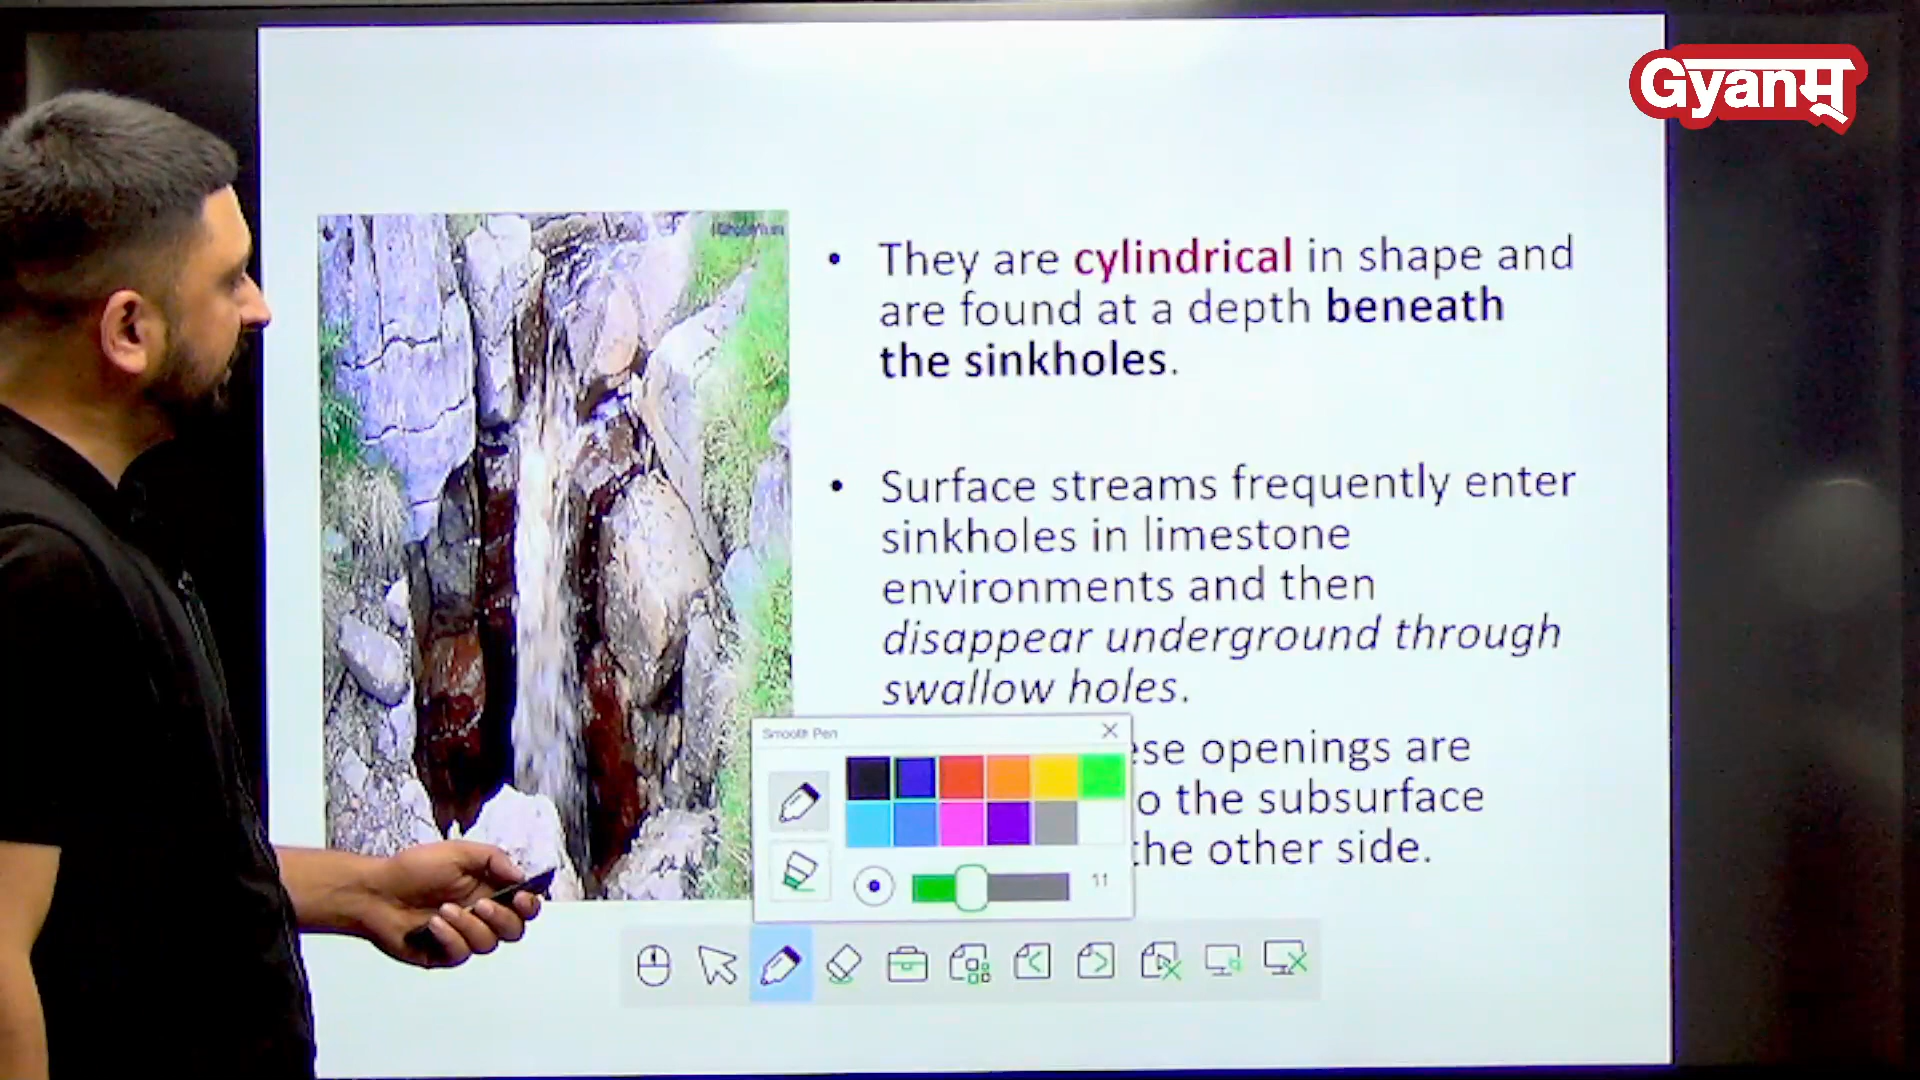 Gyanम्
• They are cylindrical in shape and
are found at a depth beneath
the sinkholes.
• Surface streams frequently enter
sinkholes in limestone
environments and then
disappear underground through
swallow holes.
Smooth Pen
ese openings are
o the subsurface
the other side.
11